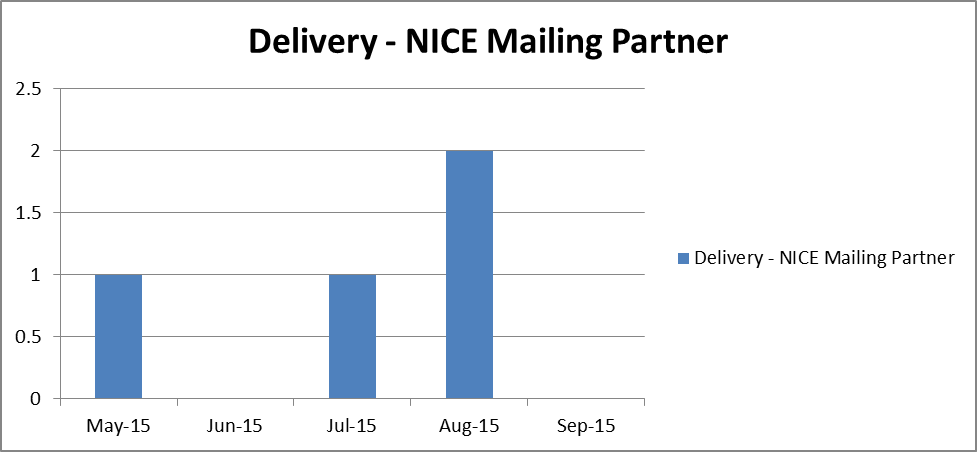 Delivery - NICE Mailing Partner
2.5
2
1.5
1
0.5
0
May-15 Jun-15 Jul-15 Aug-15 Sep-15
Delivery - NICE Mailing Partner